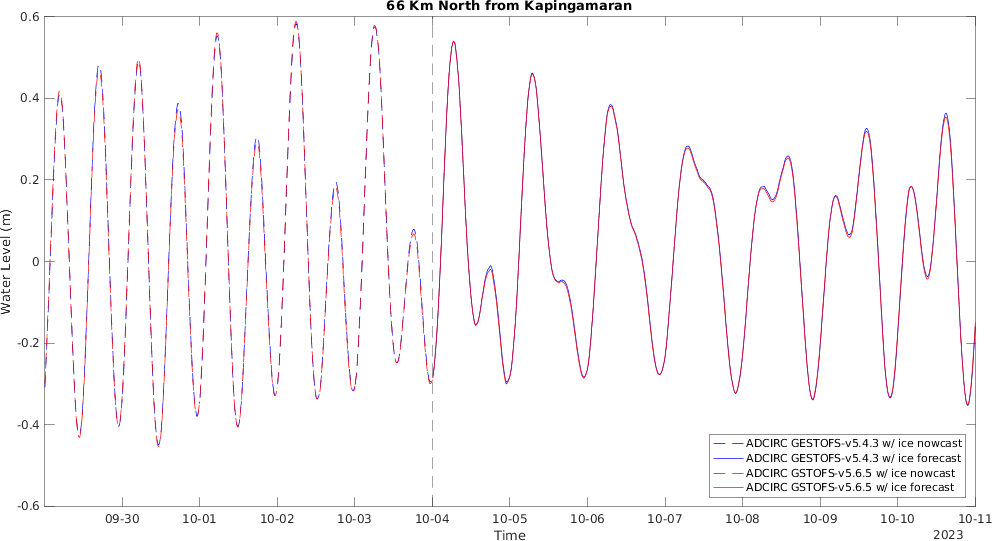 66 Km North from Kapingamaran
Water Level (m)
0.6
0.4
0.2
0
-0.2
-0.4
-0.6
ADCIRC GESTOFS-v5.4.3 w/ ice nowcast
ADCIRC GESTOFS-v5.4.3 w/ ice forecast
ADCIRC GSTOFS-v5.6.5 w/ ice nowcast
ADCIRC GSTOFS-v5.6.5 w/ ice forecast
09-30 10-01 10-02 10-03 10-04 10-05 10-06 10-07 10-08 10-09 10-10 10-11
Time
2023